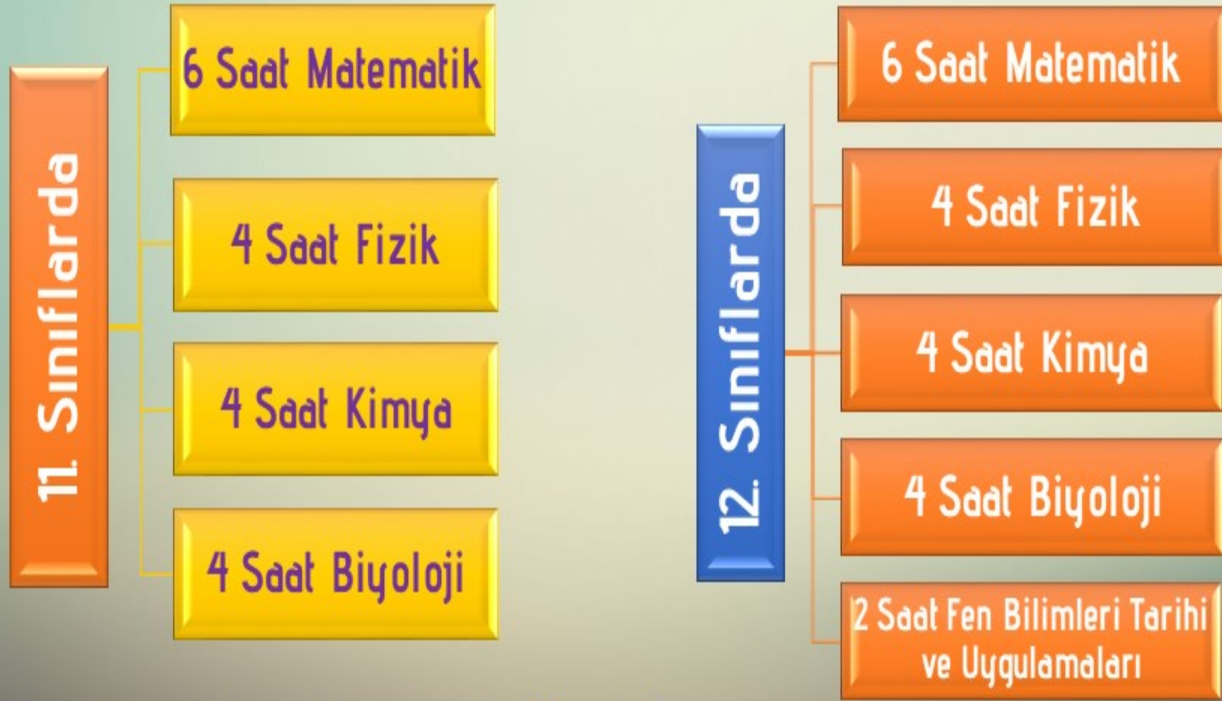 11. Sınıflarda
6 Saat Matematik
4 Saat Fizik
4 Saat Kimya
4 Saat Biyoloji
12. Sınıflarda
6 Saat Matematik
4 Saat Fizik
4 Saat Kimya
4 Saat Biyoloji
2 Saat Fen Bilimleri Tarihi
ve Uygulamaları